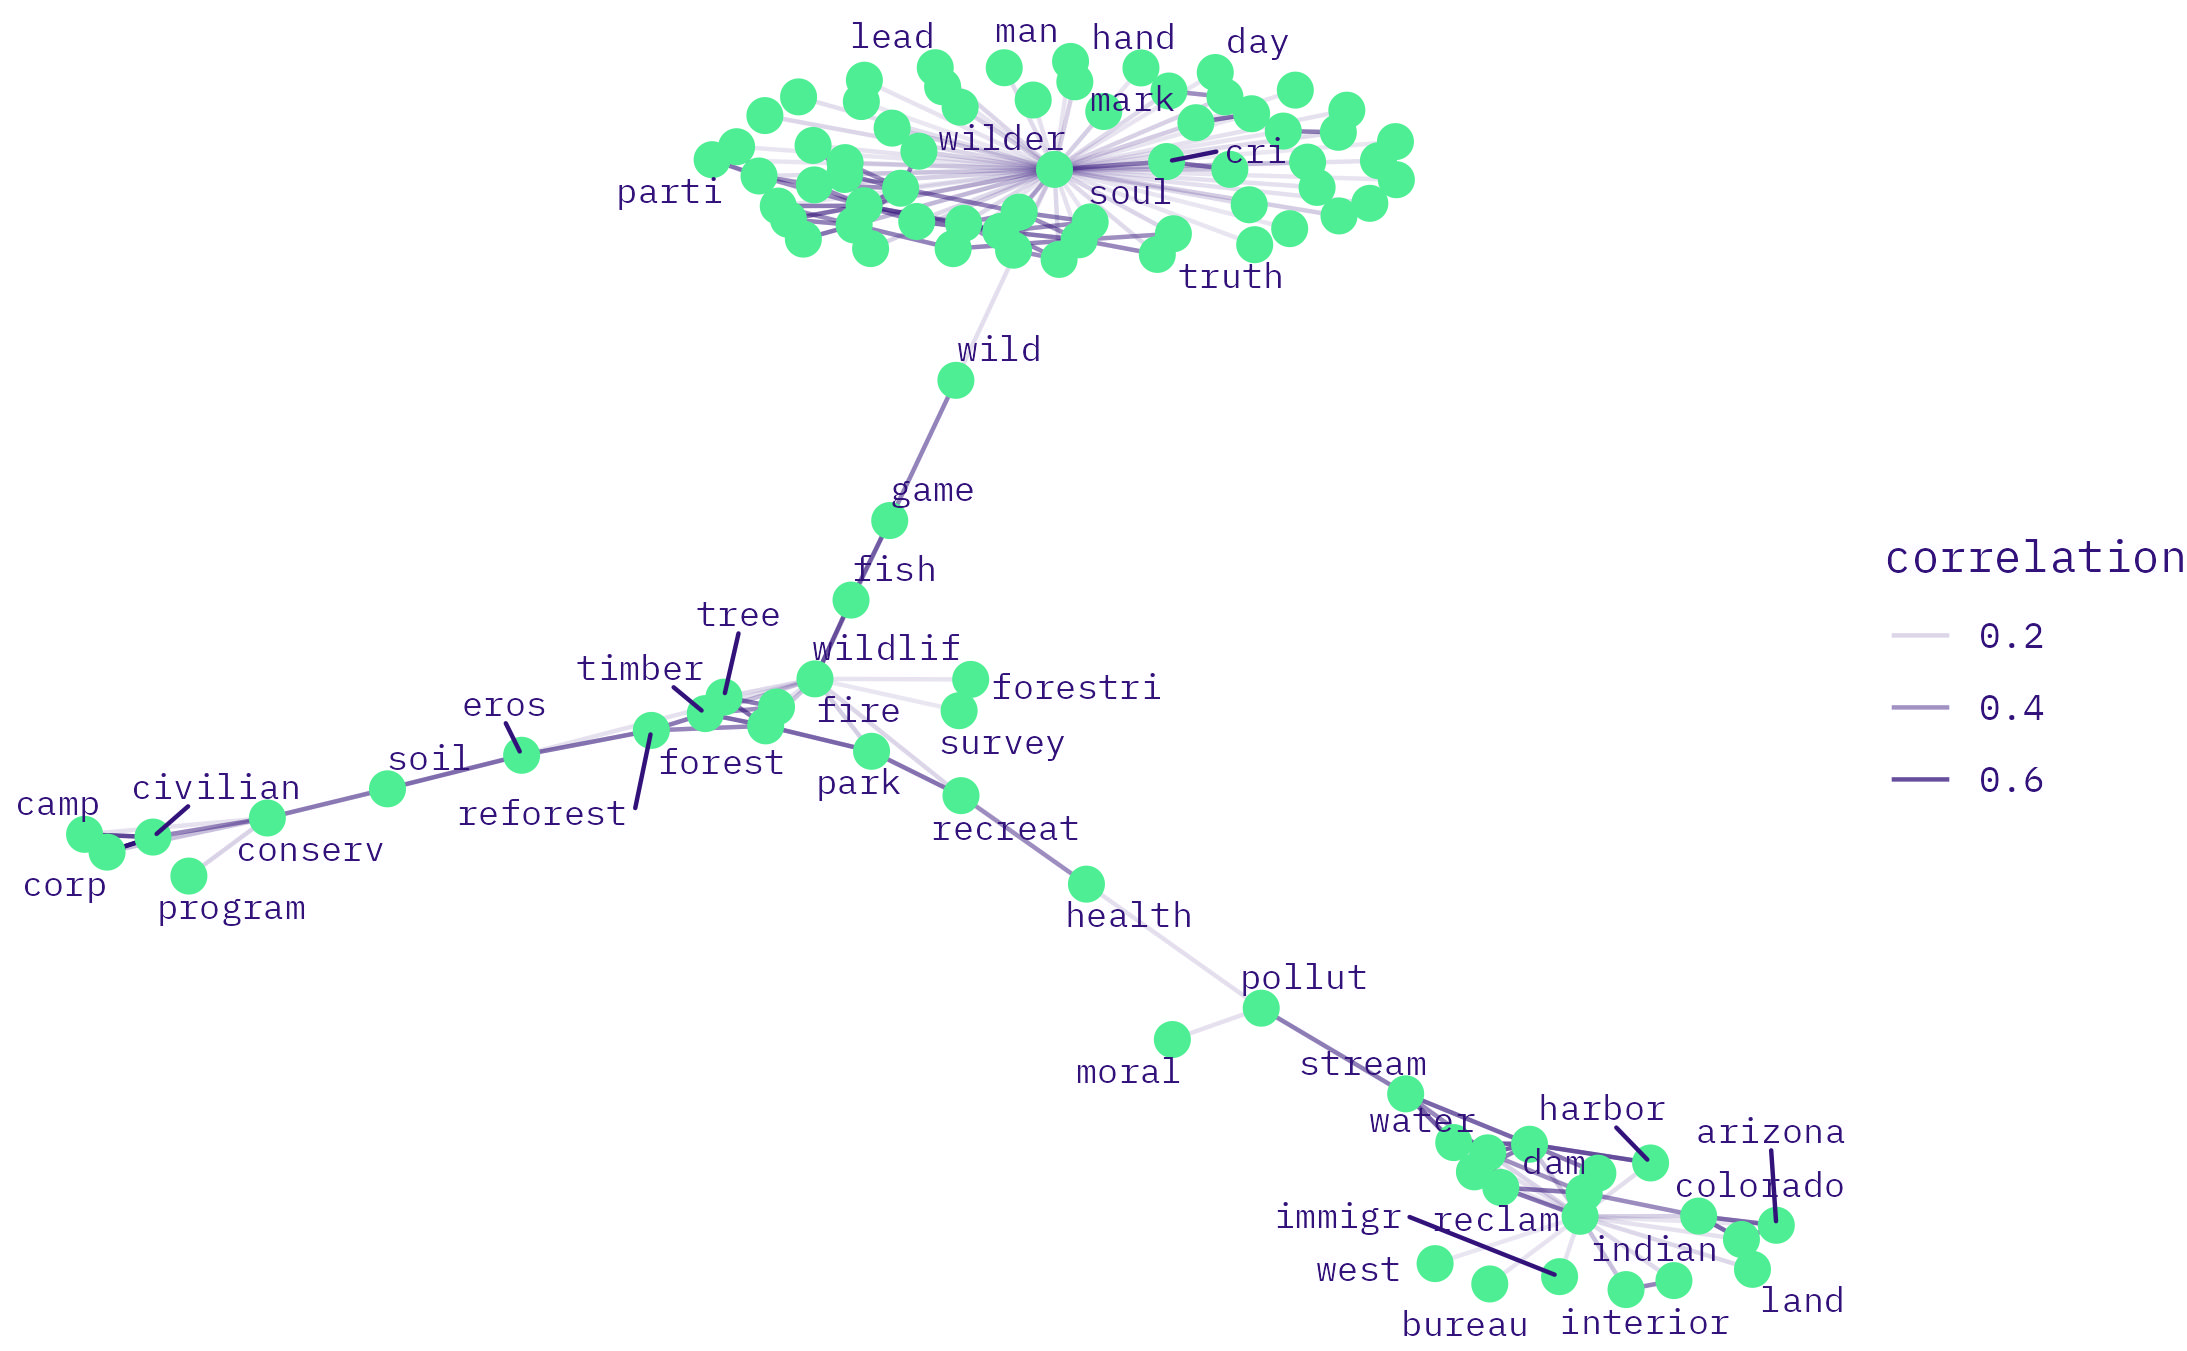 lead
man
hand
day
mark
wilder
cri
parti
soul
truth
wild
game
fish
tree
wildlif
timber
forestri
eros
fire
survey
soil
forest
park
civilian
camp
reforest
recreat
conserv
corp
program
health
pollut
moral
stream
water
harbor
arizona
dam
colorado
immigr
reclam
indian
west
land
bureau
interior
correlation
0.2
0.4
0.6